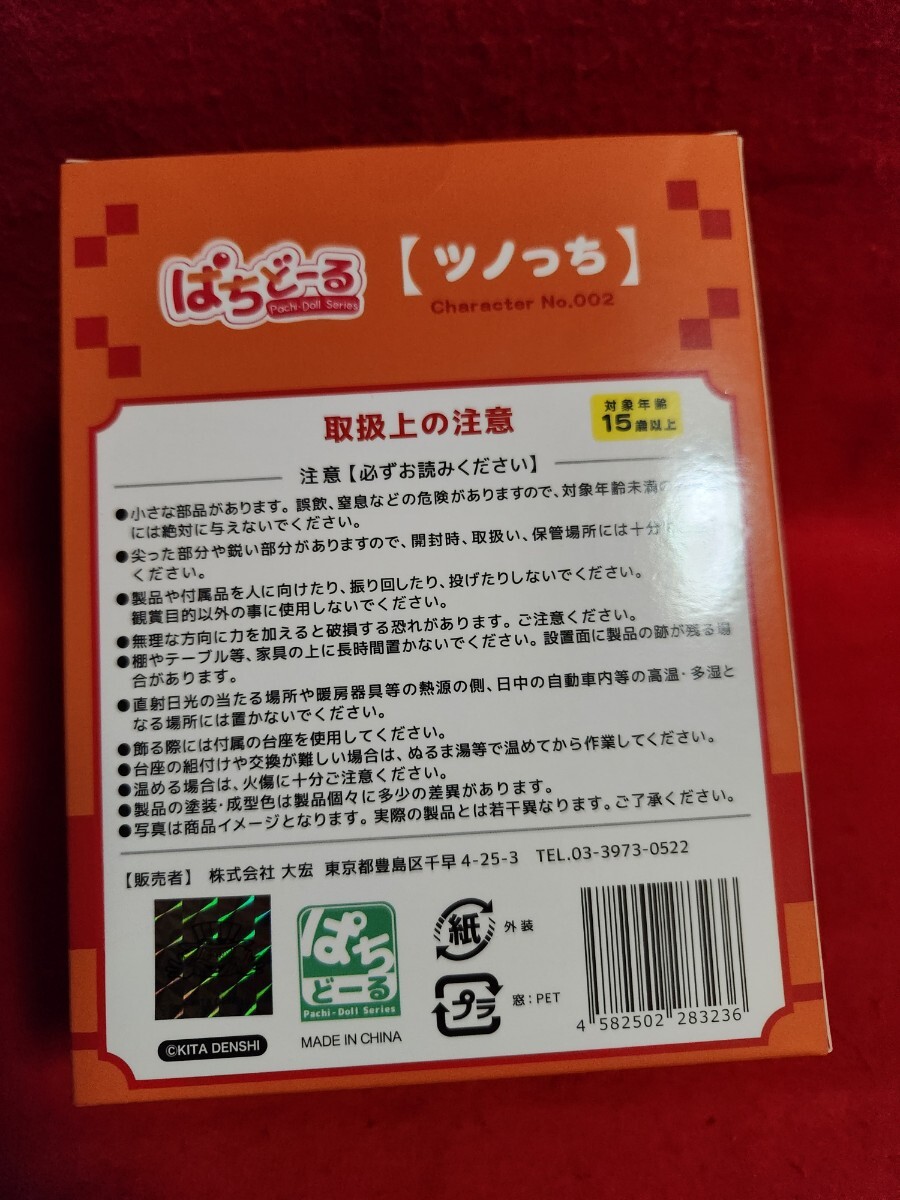 ぱちどーる
Pachi-Doll Series
【ツノっち】
Character No.002
取扱上の注意
対象年齢
15歳以上
注意【必ずお読みください】
●小さな部品があります。誤飲、窒息などの危険がありますので、対象年齢未満の
には絶対に与えないでください。
●尖った部分や鋭い部分がありますので、開封時、取扱い、保管場所には十分
ください。
●製品や付属品を人に向けたり、振り回したり、投げたりしないでください。
観賞目的以外の事に使用しないでください。
●無理な方向に力を加えると破損する恐れがあります。ご注意ください。
●棚やテーブル等、家具の上に長時間置かないでください。設置面に製品の跡が残る場
合があります。
●直射日光の当たる場所や暖房器具等の熱源の側、日中の自動車内等の高温・多湿と
なる場所には置かないでください。
●飾る際には付属の台座を使用してください。
●台座の組付けや交換が難しい場合は、ぬるま湯等で温めてから作業してください。
●温める場合は、火傷に十分ご注意ください。
●製品の塗装・成型色は製品個々に多少の差異があります。
●写真は商品イメージとなります。実際の製品とは若干異なります。ご了承ください。
【販売者】 株式会社 大宏 東京都豊島区千早4-25-3 TEL.03-3973-0522
ぱち
どーる
Pachi-Doll Series
紙 外装
プラ 窓：PET
4 582502 283236
©KITA DENSHI
MADE IN CHINA